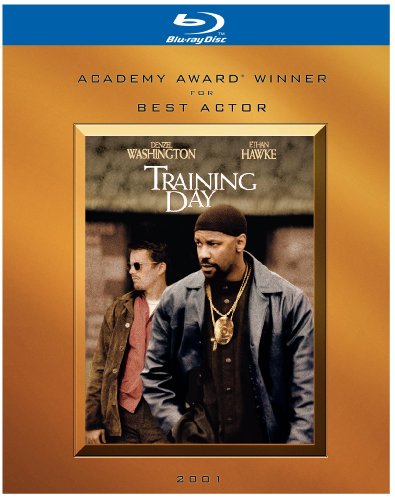 Blu-ray Disc
ACADEMY AWARD® WINNER
FOR
BEST ACTOR
DENZEL ETHAN
WASHINGTON HAWKE
TRAINING
DAY
2001